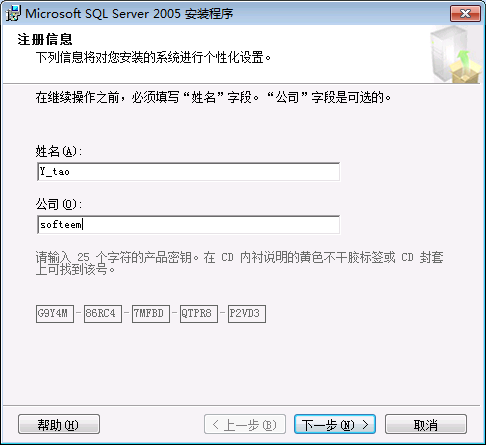 Microsoft SQL Server 2005 安装程序
注册信息
下列信息将对您安装的系统进行个性化设置。
在继续操作之前，必须填写“姓名”字段。“公司”字段是可选的。
姓名(A):
Y_tao
公司(O):
softeem
请输入 25 个字符的产品密钥。在 CD 内衬说明的黄色不干胶标签或 CD 封套
上可找到该号。
G9Y4M-86RC4-7MFBD-QTPR8-P2VD3
帮助(H) <上一步(B) 下一步(N) > 取消